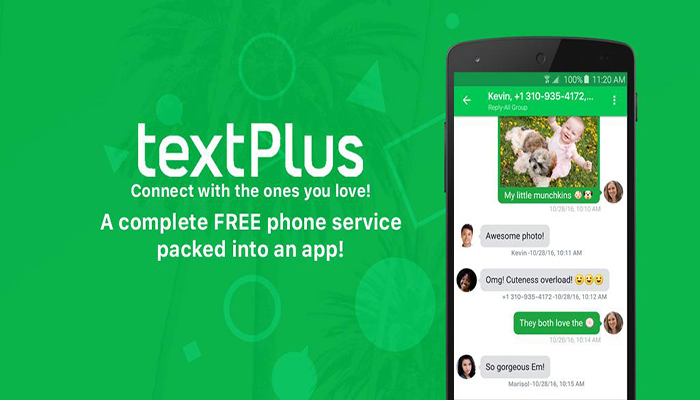 textPlus
Connect with the ones you love!
A complete FREE phone service
packed into an app!
100% 11:20 AM
Kevin, +1 310-935-4172,...
Reply-All Group
My little munchkins
10/28/16, 10:10 AM
Awesome photo!
Kevin -10/28/16, 10:11 AM
Omg! Cuteness overload! 😄😄😄
+1 310-935-4172 -10/28/16, 10:12 AM
They both love the
10/28/16, 10:14 AM
So gorgeous Em!
Marisol -10/28/16, 10:15 AM